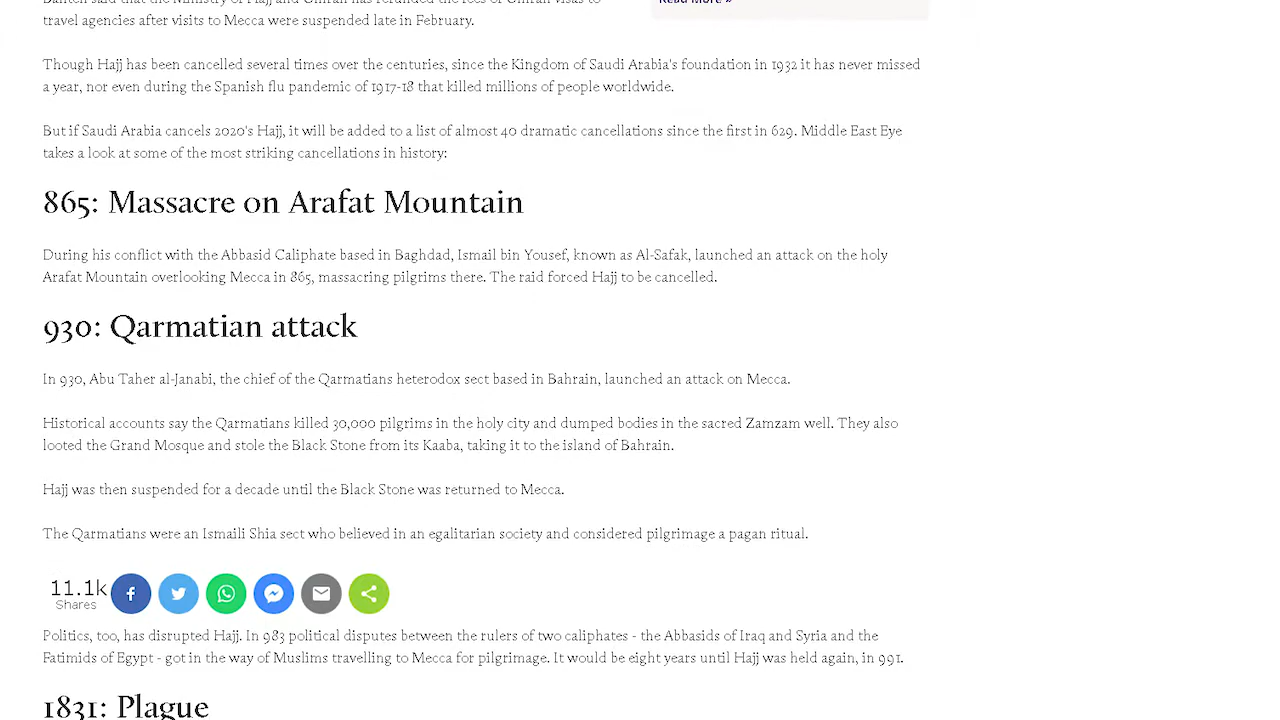 travel agencies after visits to Mecca were suspended late in February.
Though Hajj has been cancelled several times over the centuries, since the Kingdom of Saudi Arabia's foundation in 1932 it has never missed
a year, nor even during the Spanish flu pandemic of 1917-18 that killed millions of people worldwide.
But if Saudi Arabia cancels 2020's Hajj, it will be added to a list of almost 40 dramatic cancellations since the first in 629. Middle East Eye
takes a look at some of the most striking cancellations in history:
865: Massacre on Arafat Mountain
During his conflict with the Abbasid Caliphate based in Baghdad, Ismail bin Yousef, known as Al-Safak, launched an attack on the holy
Arafat Mountain overlooking Mecca in 865, massacring pilgrims there. The raid forced Hajj to be cancelled.
930: Qarmatian attack
In 930, Abu Taher al-Janabi, the chief of the Qarmatians heterodox sect based in Bahrain, launched an attack on Mecca.
Historical accounts say the Qarmatians killed 30,000 pilgrims in the holy city and dumped bodies in the sacred Zamzam well. They also
looted the Grand Mosque and stole the Black Stone from its Kaaba, taking it to the island of Bahrain.
Hajj was then suspended for a decade until the Black Stone was returned to Mecca.
The Qarmatians were an Ismaili Shia sect who believed in an egalitarian society and considered pilgrimage a pagan ritual.
11.1k
Shares
Politics, too, has disrupted Hajj. In 983 political disputes between the rulers of two caliphates - the Abbasids of Iraq and Syria and the
Fatimids of Egypt - got in the way of Muslims travelling to Mecca for pilgrimage. It would be eight years until Hajj was held again, in 991.
1831: Plague